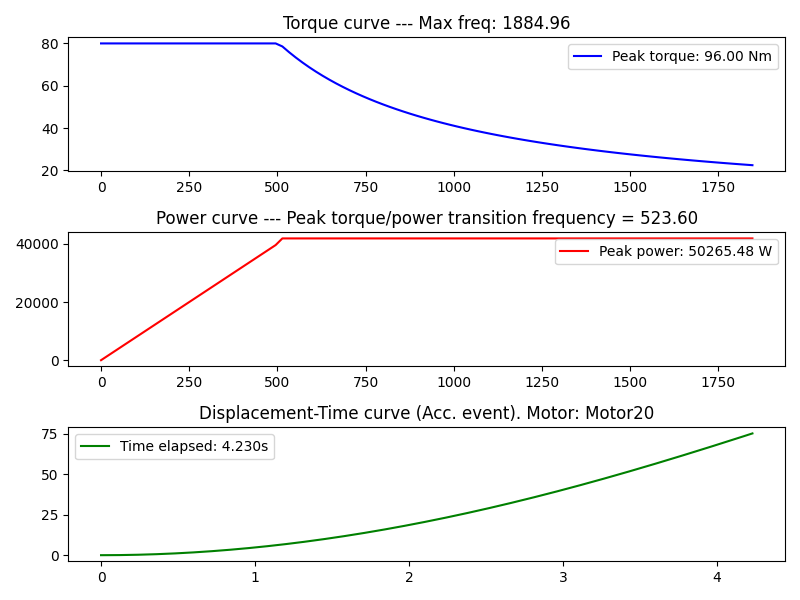 Torque curve --- Max freq: 1884.96
80
60
40
20
Peak torque: 96.00 Nm
0 250 500 750 1000 1250 1500 1750
Power curve --- Peak torque/power transition frequency = 523.60
40000
20000
0
Peak power: 50265.48 W
0 250 500 750 1000 1250 1500 1750
Displacement-Time curve (Acc. event). Motor: Motor20
75
50
25
0
Time elapsed: 4.230s
0 1 2 3 4